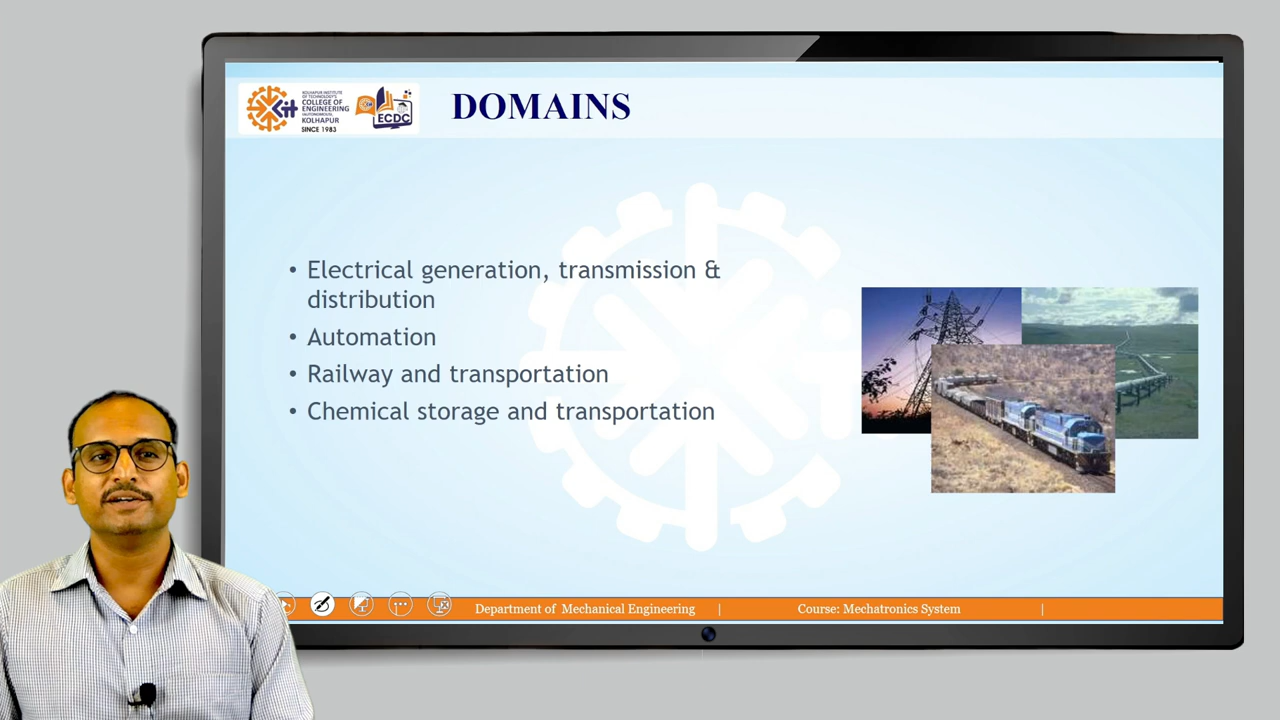 KOLHAPUR INSTITUTE
OF TECHNOLOGY'S
COLLEGE OF
ENGINEERING
(AUTONOMOUS),
KOLHAPUR
SINCE 1983
ECDC
DOMAINS
• Electrical generation, transmission &
distribution
• Automation
• Railway and transportation
• Chemical storage and transportation
Department of Mechanical Engineering | Course: Mechatronics System |